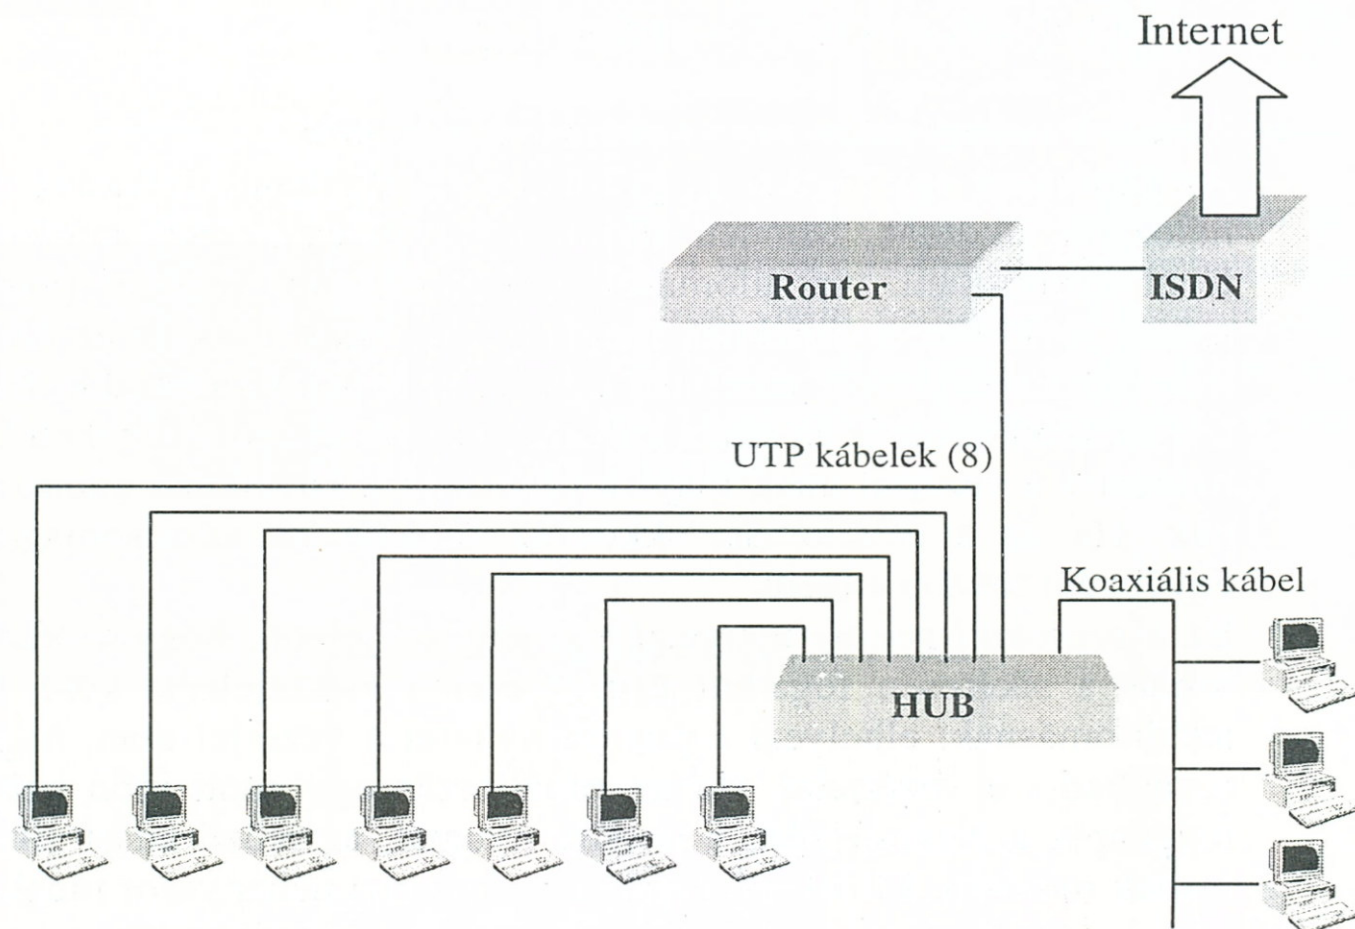 Internet
Router
ISDN
UTP kábelek (8)
Koaxiális kábel
HUB